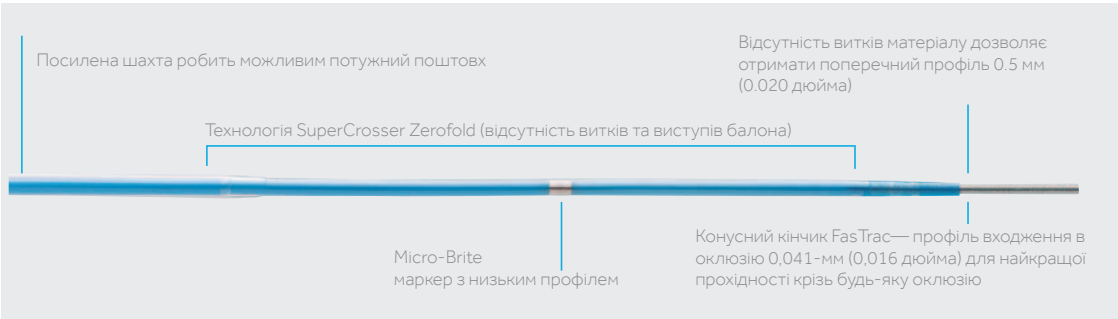 Посилена шахта робить можливим потужний поштовх
Відсутність витків матеріалу дозволяє
отримати поперечний профіль 0.5 мм
(0.020 дюйма)
Технологія SuperCrosser Zerofold (відсутність витків та виступів балона)
Micro-Brite
маркер з низьким профілем
Конусний кінчик FasTrac— профіль входження в
оклюзію 0,041-мм (0,016 дюйма) для найкращої
прохідності крізь будь-яку оклюзію